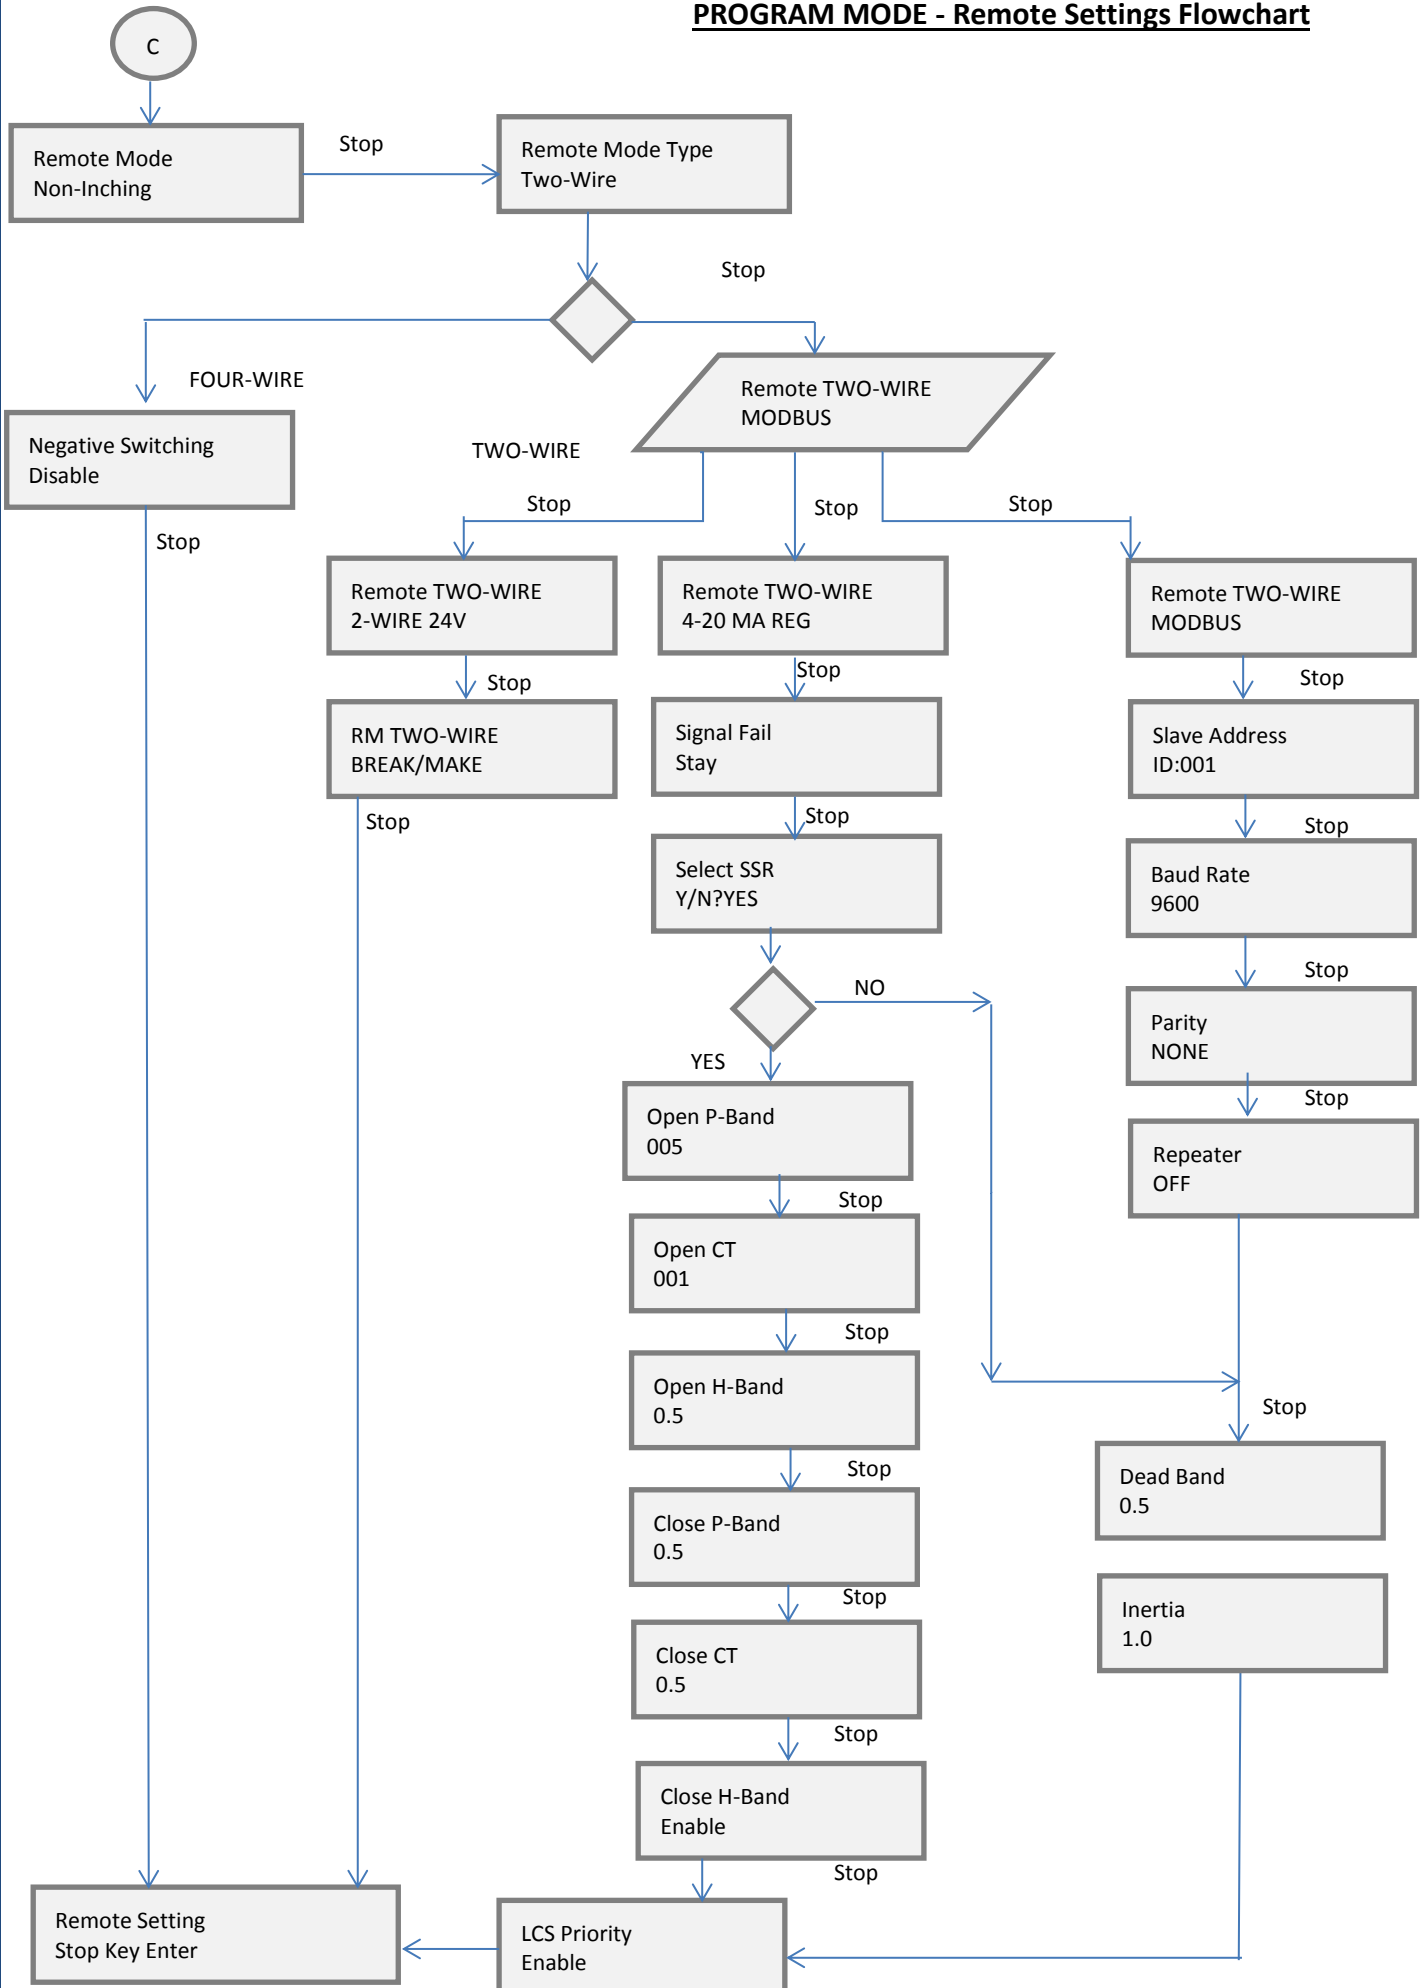 PROGRAM MODE - Remote Settings Flowchart
C
Remote Mode
Non-Inching
Stop
Remote Mode Type
Two-Wire
Stop
FOUR-WIRE
Remote TWO-WIRE
MODBUS
Negative Switching
Disable
TWO-WIRE
Stop
Stop
Stop
Stop
Remote TWO-WIRE
2-WIRE 24V
Remote TWO-WIRE
4-20 MA REG
Remote TWO-WIRE
MODBUS
Stop
Stop
Stop
RM TWO-WIRE
BREAK/MAKE
Signal Fail
Stay
Slave Address
ID:001
Stop
Stop
Stop
Select SSR
Y/N?YES
Baud Rate
9600
NO
Stop
YES
Parity
NONE
Stop
Open P-Band
005
Repeater
OFF
Stop
Open CT
001
Stop
Open H-Band
0.5
Stop
Stop
Dead Band
0.5
Close P-Band
0.5
Stop
Inertia
1.0
Close CT
0.5
Stop
Close H-Band
Enable
Stop
Remote Setting
Stop Key Enter
LCS Priority
Enable